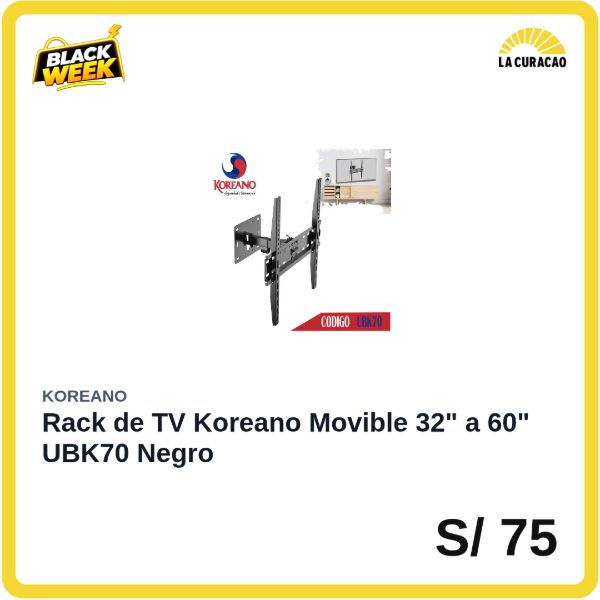 BLACK
WEEK
LA CURACAO
KOREANO
CODIGO UBK70
KOREANO
Rack de TV Koreano Movible 32" a 60"
UBK70 Negro
S/ 75